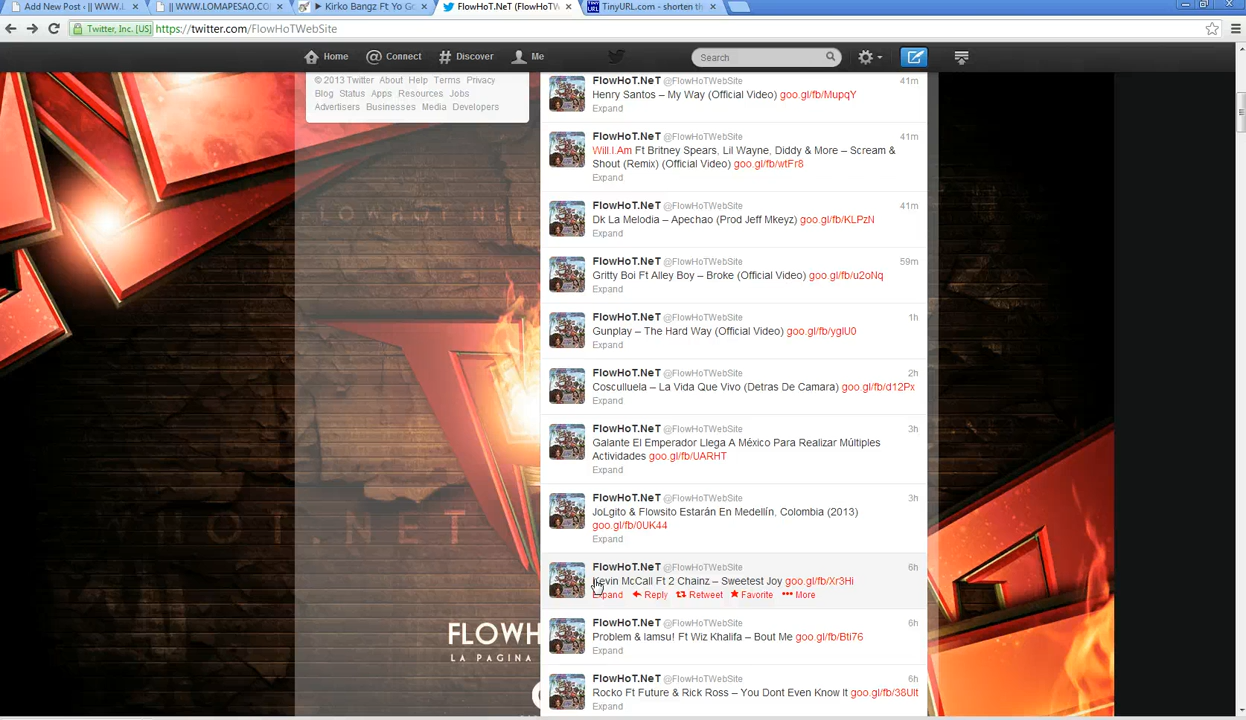 Add New Post ‹ || WWW.L
|| WWW.LOMAPESAO.CO
► Kirko Bangz Ft Yo Go
FlowHoT.NeT (FlowHoTW
TinyURL.com - shorten th
Twitter, Inc. [US] https://twitter.com/FlowHoTWebSite
Home Connect # Discover Me Search
© 2013 Twitter About Help Terms Privacy
Blog Status Apps Resources Jobs
Advertisers Businesses Media Developers
FlowHoT.NeT @FlowHoTWebSite 41m
Henry Santos – My Way (Official Video) goo.gl/fb/MupqY
Expand
FlowHoT.NeT @FlowHoTWebSite 41m
Will.I.Am Ft Britney Spears, Lil Wayne, Diddy & More – Scream &
Shout (Remix) (Official Video) goo.gl/fb/wtFr8
Expand
FlowHoT.NeT @FlowHoTWebSite 41m
Dk La Melodia – Apechao (Prod Jeff Mkeyz) goo.gl/fb/KLPzN
Expand
FlowHoT.NeT @FlowHoTWebSite 59m
Gritty Boi Ft Alley Boy – Broke (Official Video) goo.gl/fb/u2oNq
Expand
FlowHoT.NeT @FlowHoTWebSite 1h
Gunplay – The Hard Way (Official Video) goo.gl/fb/yglU0
Expand
FlowHoT.NeT @FlowHoTWebSite 2h
Cosculluela – La Vida Que Vivo (Detras De Camara) goo.gl/fb/d12Px
Expand
FlowHoT.NeT @FlowHoTWebSite 3h
Galante El Emperador Llega A México Para Realizar Múltiples
Actividades goo.gl/fb/UARHT
Expand
FlowHoT.NeT @FlowHoTWebSite 3h
JoLgito & Flowsito Estarán En Medellín, Colombia (2013)
goo.gl/fb/0UK44
Expand
FlowHoT.NeT @FlowHoTWebSite 6h
Kevin McCall Ft 2 Chainz – Sweetest Joy goo.gl/fb/Xr3Hi
Expand Reply Retweet Favorite ••• More
FlowHoT.NeT @FlowHoTWebSite 6h
Problem & Iamsu! Ft Wiz Khalifa – Bout Me goo.gl/fb/Bti76
Expand
FlowHoT.NeT @FlowHoTWebSite 6h
Rocko Ft Future & Rick Ross – You Dont Even Know It goo.gl/fb/38Ult
Expand
FLOWHOT.NET
WHOT.NET
FLOWH
LA PAGINA